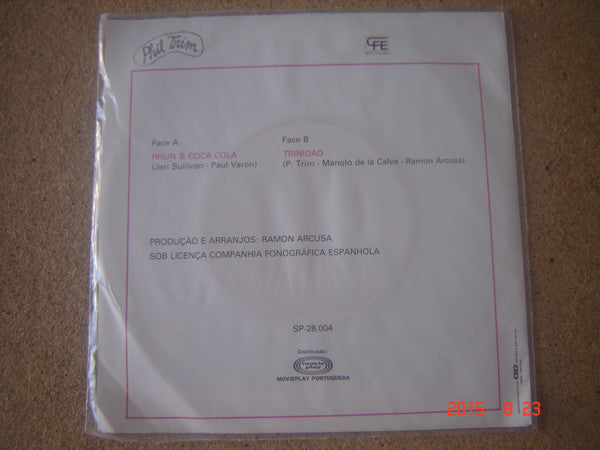 Phil Trim
CFE
Face A
RHUN & COCA COLA
(Jeri Sullivan - Paul Varon)
Face B
TRINIDAD
(P. Trim - Manolo de la Calva - Ramon Arcusa)
PRODUÇÃO E ARRANJOS: RAMON ARCUSA
SOB LICENÇA COMPANHIA FONOGRÁFICA ESPANHOLA
SP-28.004
Distribuição:
movie
play
MOVIEPLAY PORTUGUESA
2015 8 23